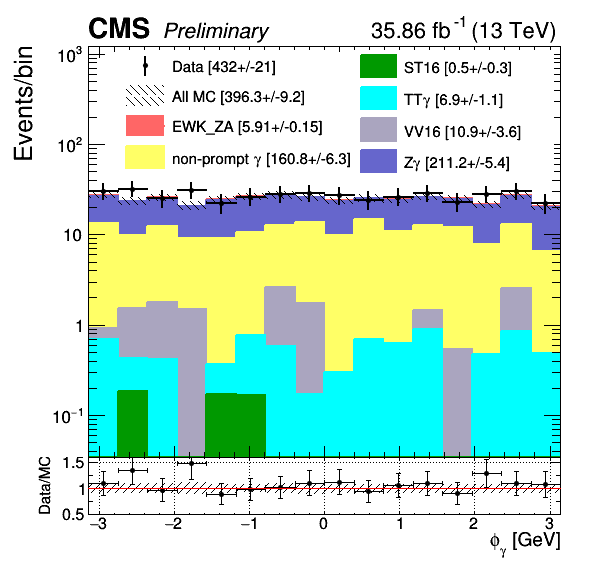 CMS Preliminary 35.86 fb⁻¹ (13 TeV)
Events/bin
10³
10²
10
1
10⁻¹
Data [432+/-21]
All MC [396.3+/-9.2]
EWK_ZA [5.91+/-0.15]
non-prompt γ [160.8+/-6.3]
ST16 [0.5+/-0.3]
TTγ [6.9+/-1.1]
VV16 [10.9+/-3.6]
Zγ [211.2+/-5.4]
Data/MC
1.5
1
0.5
−3 −2 −1 0 1 2 3
ϕγ [GeV]